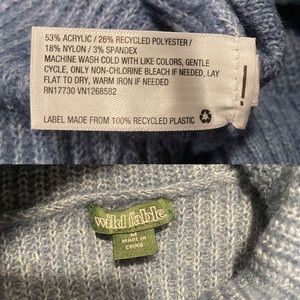 53% ACRYLIC / 26% RECYCLED POLYESTER /
18% NYLON / 3% SPANDEX
MACHINE WASH COLD WITH LIKE COLORS, GENTLE
CYCLE, ONLY NON-CHLORINE BLEACH IF NEEDED, LAY
FLAT TO DRY, WARM IRON IF NEEDED
RN17730 VN1268582
LABEL MADE FROM 100% RECYCLED PLASTIC
wild fable
M
MADE IN
CHINA